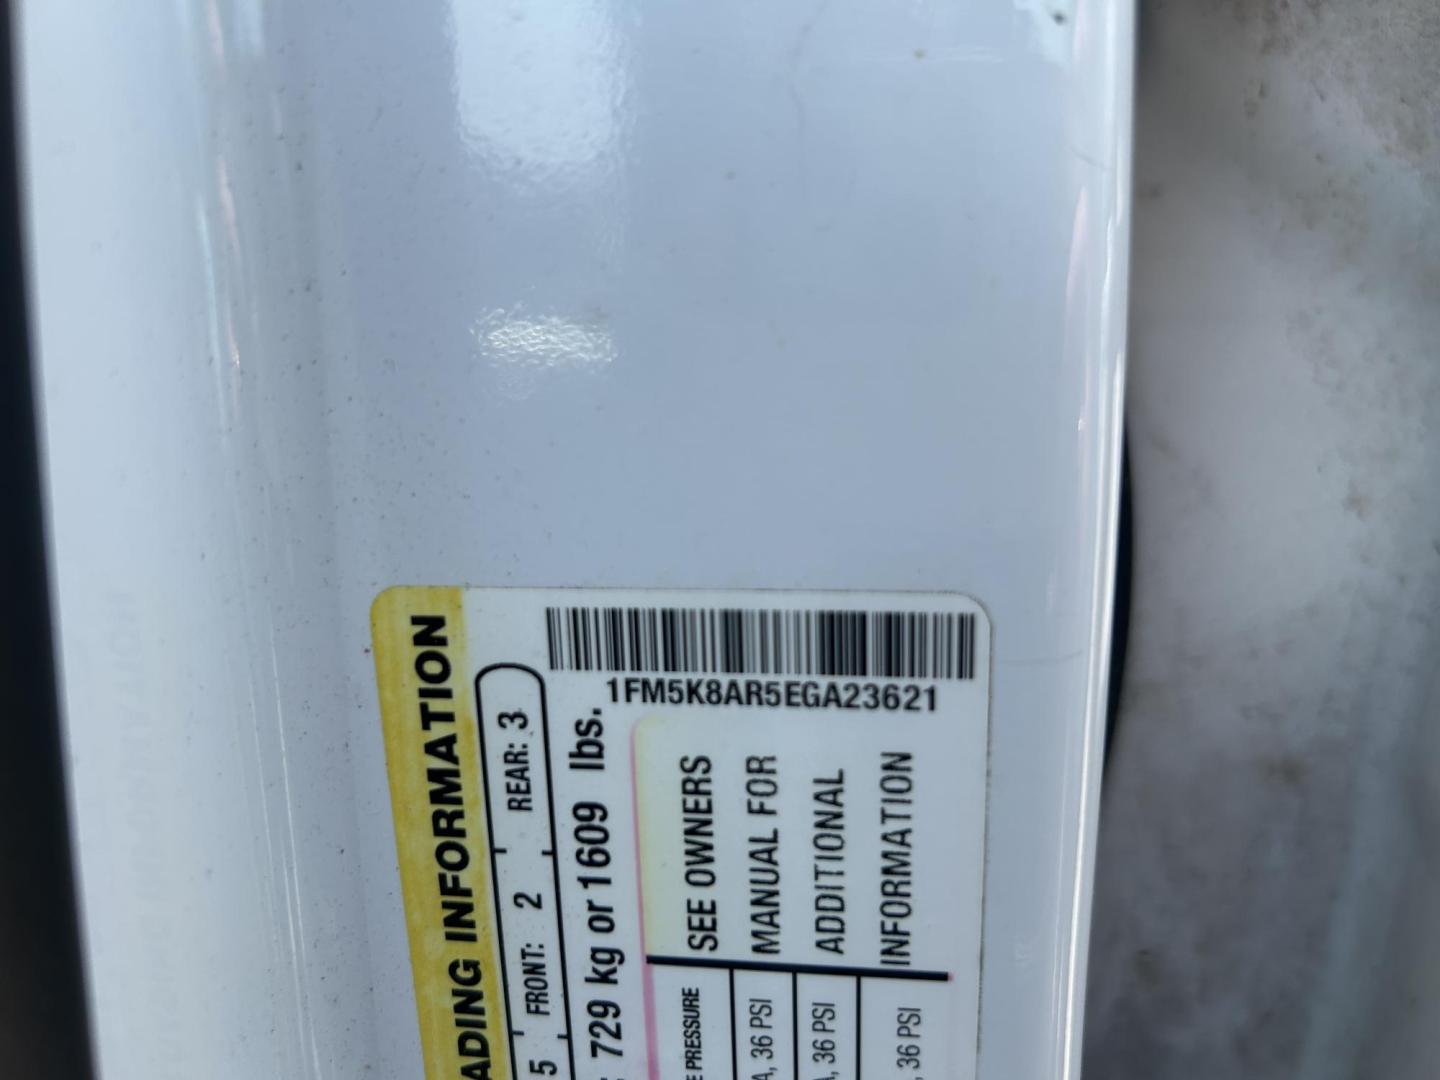 ADING INFORMATION
5 FRONT: 2 REAR: 3
729 kg or 1609 lbs.
1FM5K8AR5EGA23621
PRESSURE
SEE OWNERS
MANUAL FOR
ADDITIONAL
INFORMATION
, 36 PSI
, 36 PSI
, 36 PSI